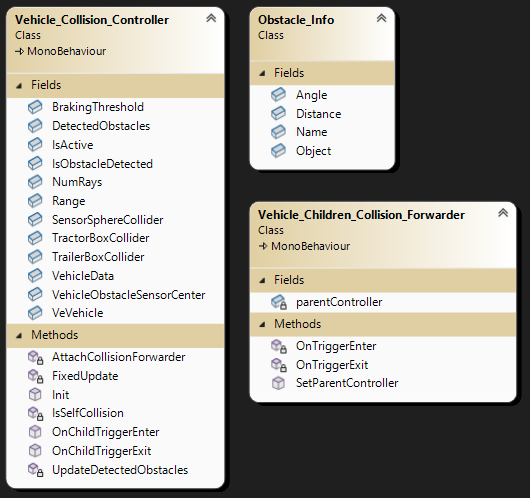 Vehicle_Collision_Controller
Class
MonoBehaviour
Fields
BrakingThreshold
DetectedObstacles
IsActive
IsObstacleDetected
NumRays
Range
SensorSphereCollider
TractorBoxCollider
TrailerBoxCollider
VehicleData
VehicleObstacleSensorCenter
VeVehicle
Methods
AttachCollisionForwarder
FixedUpdate
Init
IsSelfCollision
OnChildTriggerEnter
OnChildTriggerExit
UpdateDetectedObstacles
Obstacle_Info
Class
Fields
Angle
Distance
Name
Object
Vehicle_Children_Collision_Forwarder
Class
MonoBehaviour
Fields
parentController
Methods
OnTriggerEnter
OnTriggerExit
SetParentController